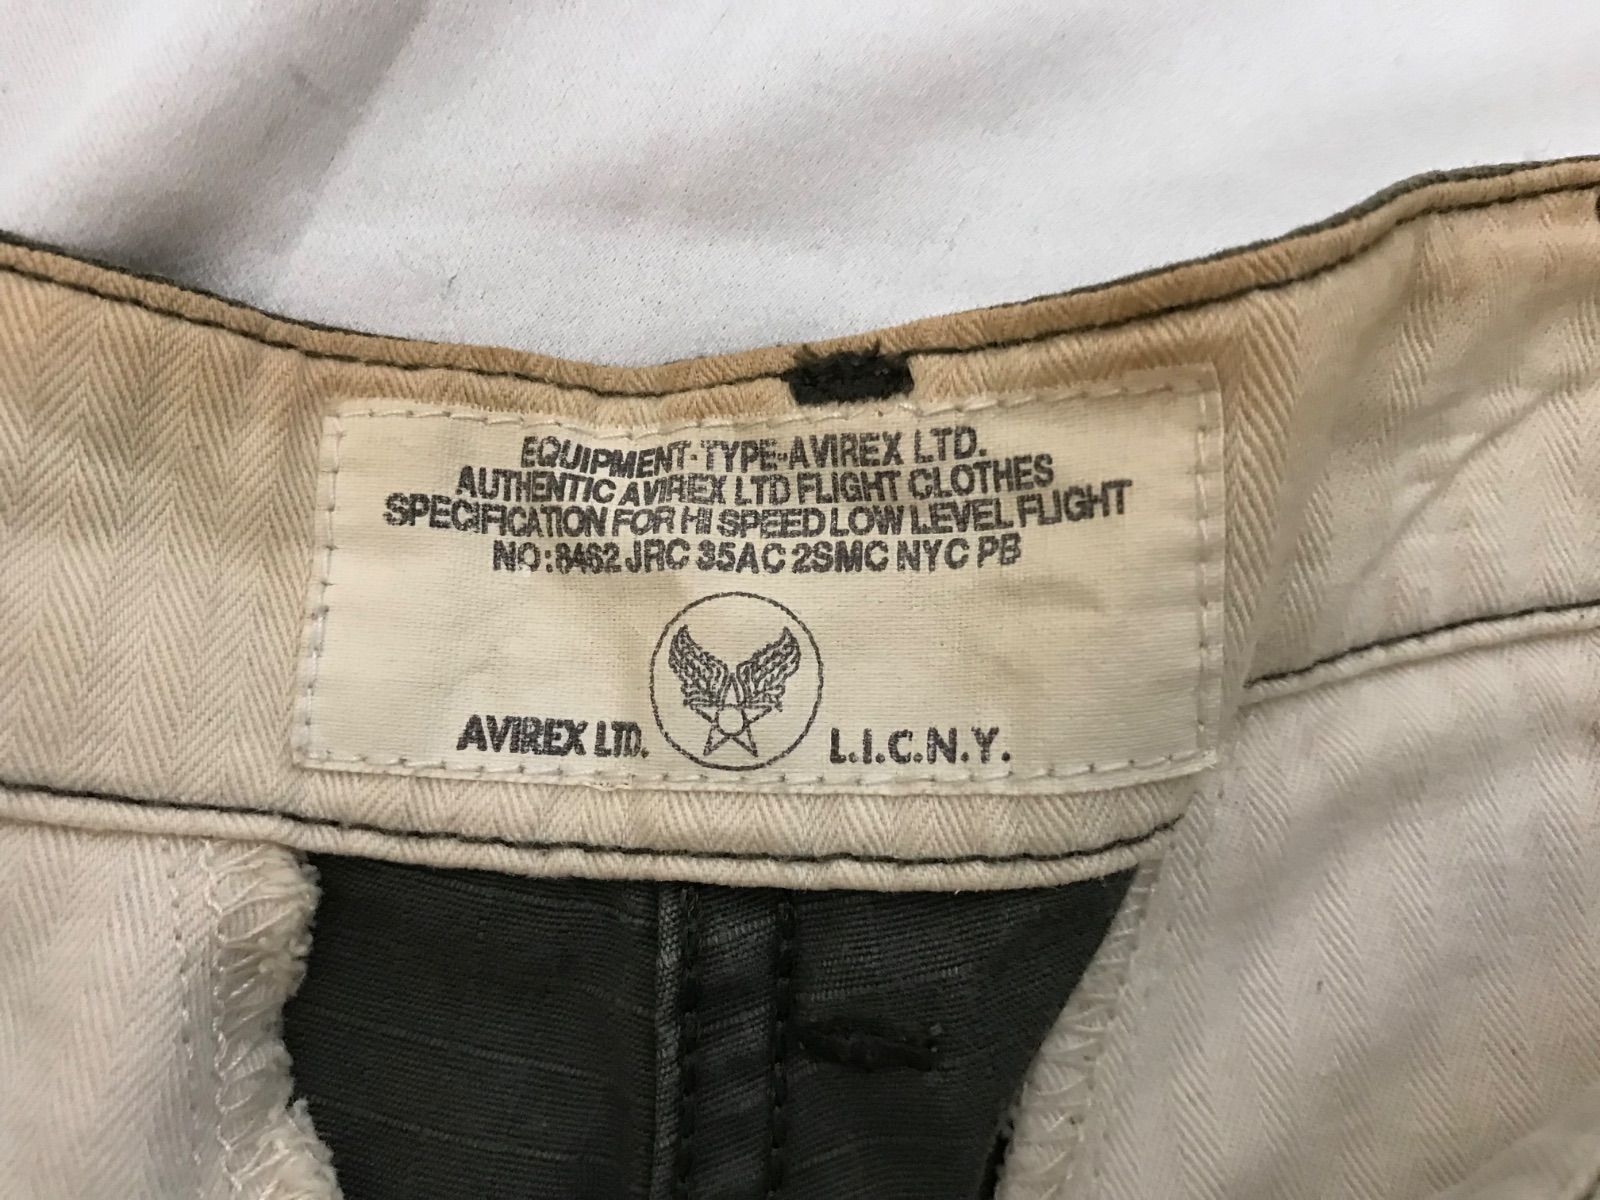 EQUIPMENT-TYPE-AVIREX LTD.
AUTHENTIC AVIREX LTD FLIGHT CLOTHES
SPECIFICATION FOR HI SPEED LOW LEVEL FLIGHT
NO:8462 JRC 35AC 2SMC NYC PB
AVIREX LTD. L.I.C.N.Y.